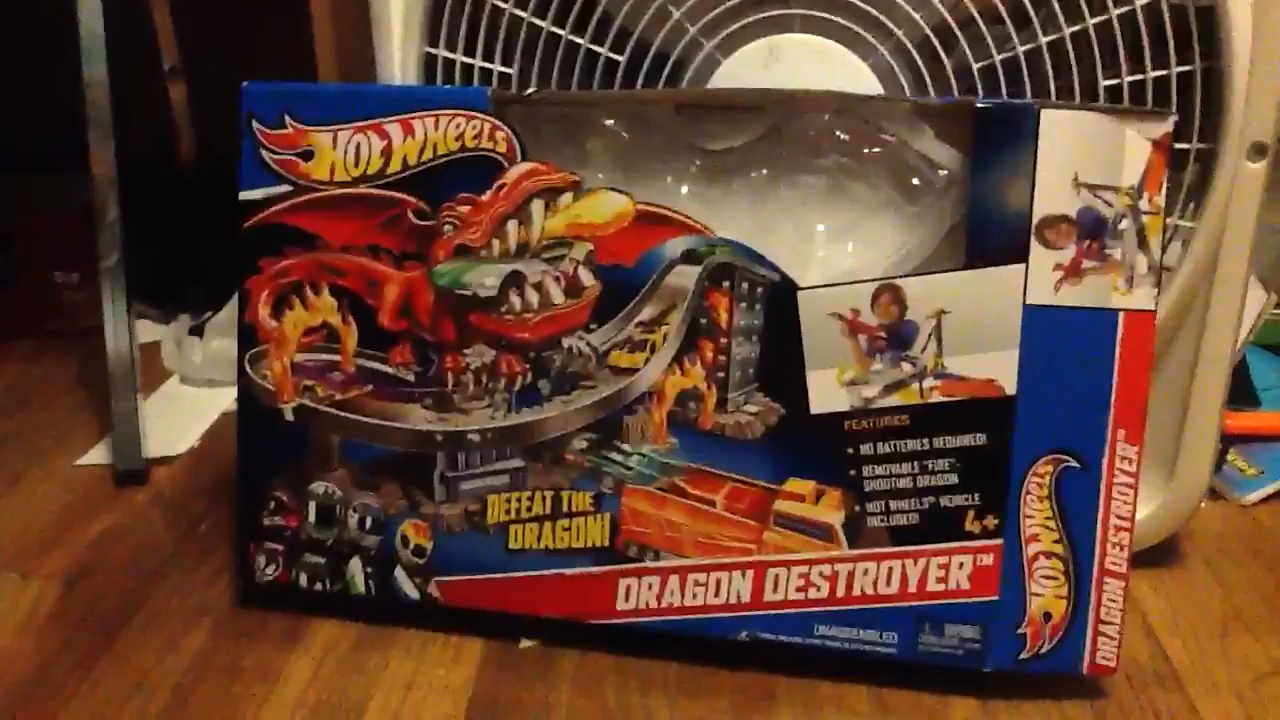 HOT WHEELS
FEATURES
• NO BATTERIES REQUIRED!
• REMOVABLE "FIRE"-
SHOOTING DRAGON
• HOT WHEELS® VEHICLE
INCLUDED!
4+
DEFEAT THE
DRAGON!
DRAGON DESTROYER™
UNASSEMBLED
HOT WHEELS
DRAGON DESTROYER™